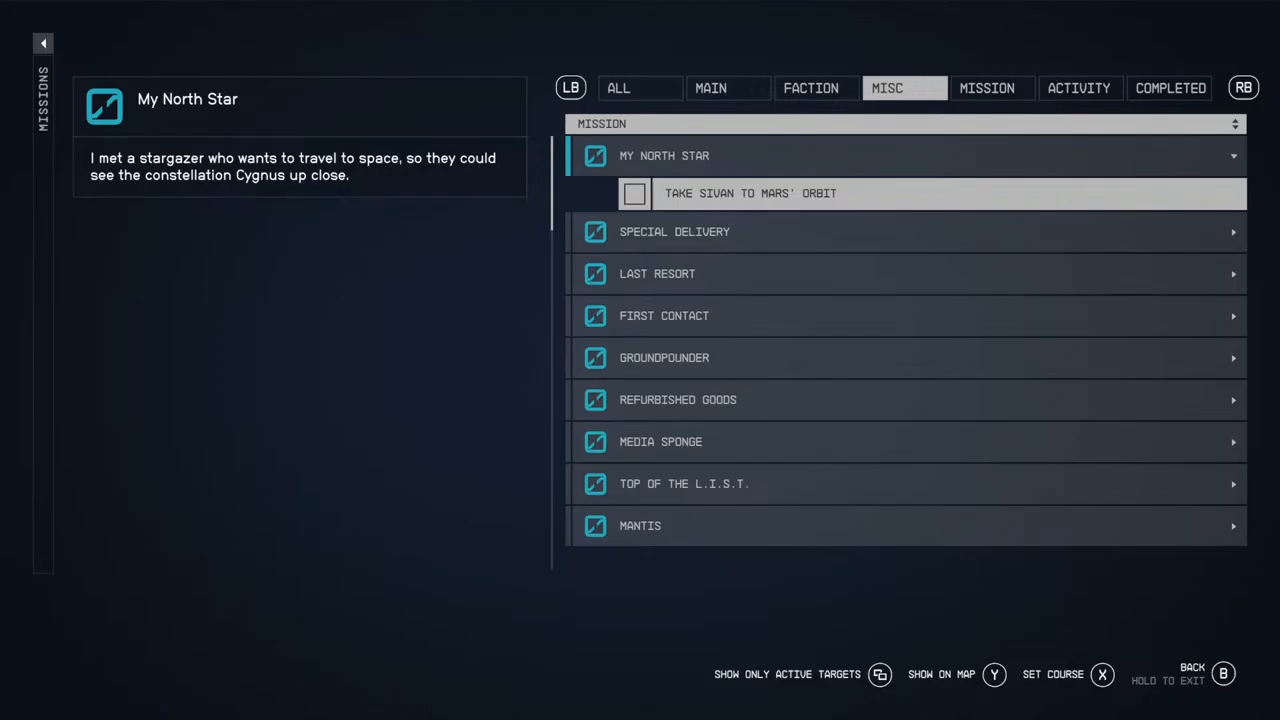 MISSIONS
My North Star
I met a stargazer who wants to travel to space, so they could
see the constellation Cygnus up close.
LB ALL MAIN FACTION MISC MISSION ACTIVITY COMPLETED RB
MISSION
MY NORTH STAR
TAKE SIVAN TO MARS' ORBIT
SPECIAL DELIVERY
LAST RESORT
FIRST CONTACT
GROUNDPOUNDER
REFURBISHED GOODS
MEDIA SPONGE
TOP OF THE L.I.S.T.
MANTIS
SHOW ONLY ACTIVE TARGETS SHOW ON MAP Y SET COURSE X BACK B
HOLD TO EXIT